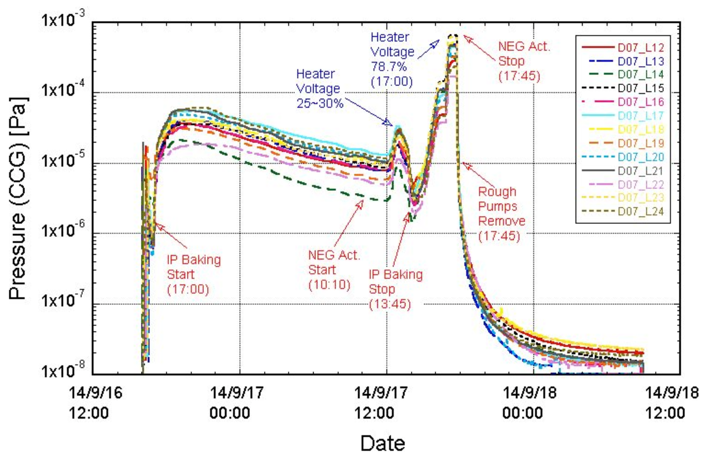 1x10⁻³
1x10⁻⁴
1x10⁻⁵
1x10⁻⁶
1x10⁻⁷
1x10⁻⁸
Pressure (CCG) [Pa]
Heater
Voltage
78.7%
(17:00)
NEG Act.
Stop
(17:45)
Heater
Voltage
25~30%
Rough
Pumps
Remove
(17:45)
IP Baking
Start
(17:00)
NEG Act.
Start
(10:10)
IP Baking
Stop
(13:45)
D07_L12
D07_L13
D07_L14
D07_L15
D07_L16
D07_L17
D07_L18
D07_L19
D07_L20
D07_L21
D07_L22
D07_L23
D07_L24
14/9/16
12:00
14/9/17
00:00
14/9/17
12:00
14/9/18
00:00
14/9/18
12:00
Date